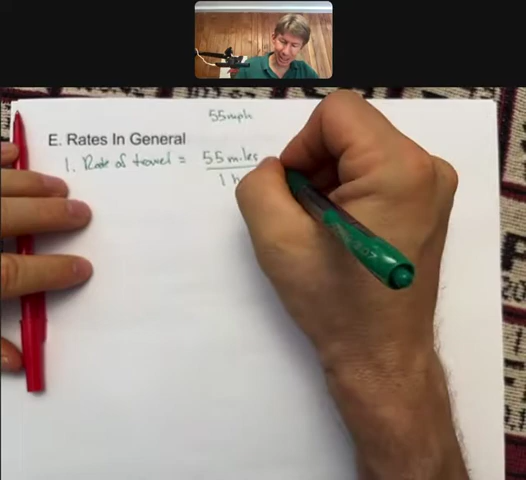 55mph
E. Rates In General
1. Rate of travel = 55 miles
1 h